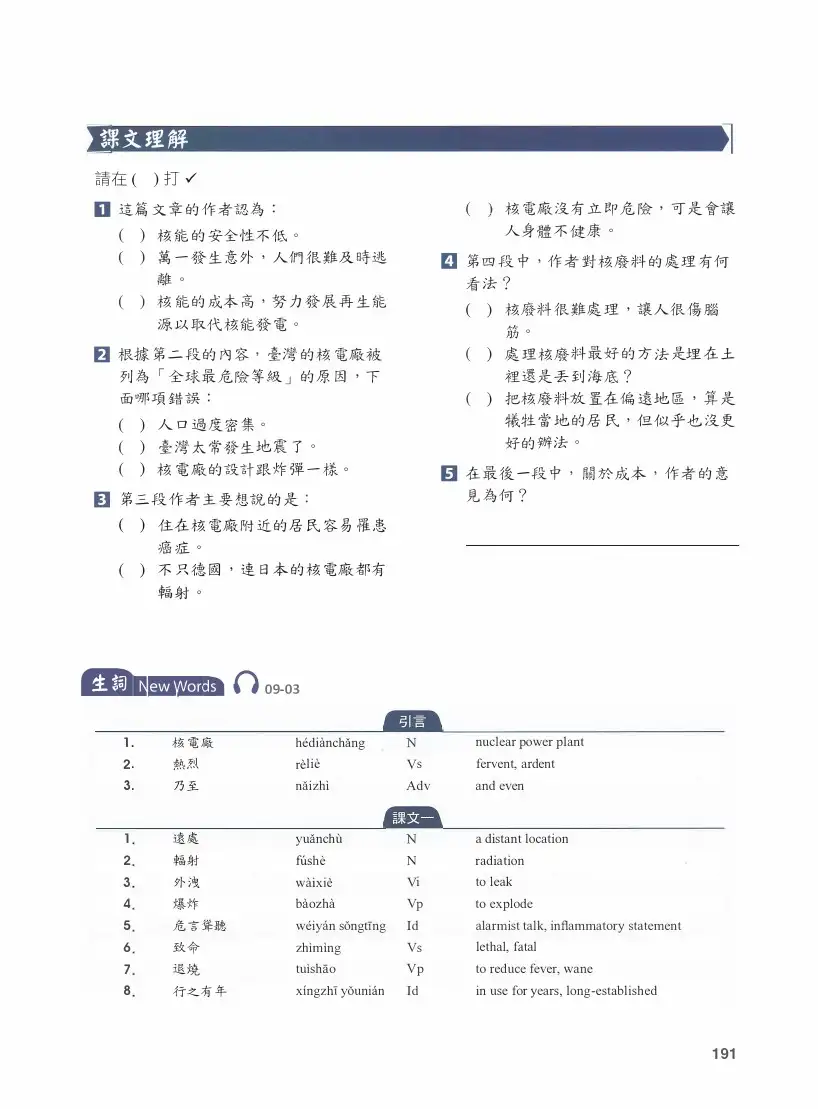 課文理解
請在(　)打✓
1 這篇文章的作者認為：
(　) 核能的安全性不低。
(　) 萬一發生意外，人們很難及時逃
離。
(　) 核能的成本高，努力發展再生能
源以取代核能發電。
2 根據第二段的內容，臺灣的核電廠被
列為「全球最危險等級」的原因，下
面哪項錯誤：
(　) 人口過度密集。
(　) 臺灣太常發生地震了。
(　) 核電廠的設計跟炸彈一樣。
3 第三段作者主要想說的是：
(　) 住在核電廠附近的居民容易罹患
癌症。
(　) 不只德國，連日本的核電廠都有
輻射。
(　) 核電廠沒有立即危險，可是會讓
人身體不健康。
4 第四段中，作者對核廢料的處理有何
看法？
(　) 核廢料很難處理，讓人很傷腦
筋。
(　) 處理核廢料最好的方法是埋在土
裡還是丟到海底？
(　) 把核廢料放置在偏遠地區，算是
犧牲當地的居民，但似乎也沒更
好的辦法。
5 在最後一段中，關於成本，作者的意
見為何？
生詞 New Words 09-03
引言
1. 核電廠 hédiànchǎng N nuclear power plant
2. 熱烈 rèliè Vs fervent, ardent
3. 乃至 nǎizhì Adv and even
課文一
1. 遠處 yuǎnchù N a distant location
2. 輻射 fúshè N radiation
3. 外洩 wàixiè Vi to leak
4. 爆炸 bàozhà Vp to explode
5. 危言聳聽 wéiyán sǒngtīng Id alarmist talk, inflammatory statement
6. 致命 zhìmìng Vs lethal, fatal
7. 退燒 tuìshāo Vp to reduce fever, wane
8. 行之有年 xíngzhī yǒunián Id in use for years, long-established
191